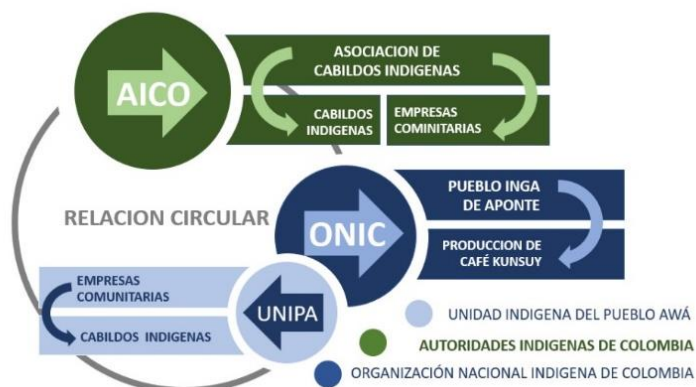 AICO
ASOCIACION DE
CABILDOS INDIGENAS
CABILDOS
INDIGENAS
EMPRESAS
COMINITARIAS
RELACION CIRCULAR
ONIC
PUEBLO INGA
DE APONTE
PRODUCCION DE
CAFÉ KUNSUY
EMPRESAS
COMUNITARIAS
CABILDOS INDIGENAS
UNIPA
UNIDAD INDIGENA DEL PUEBLO AWÁ
AUTORIDADES INDIGENAS DE COLOMBIA
ORGANIZACIÓN NACIONAL INDIGENA DE COLOMBIA